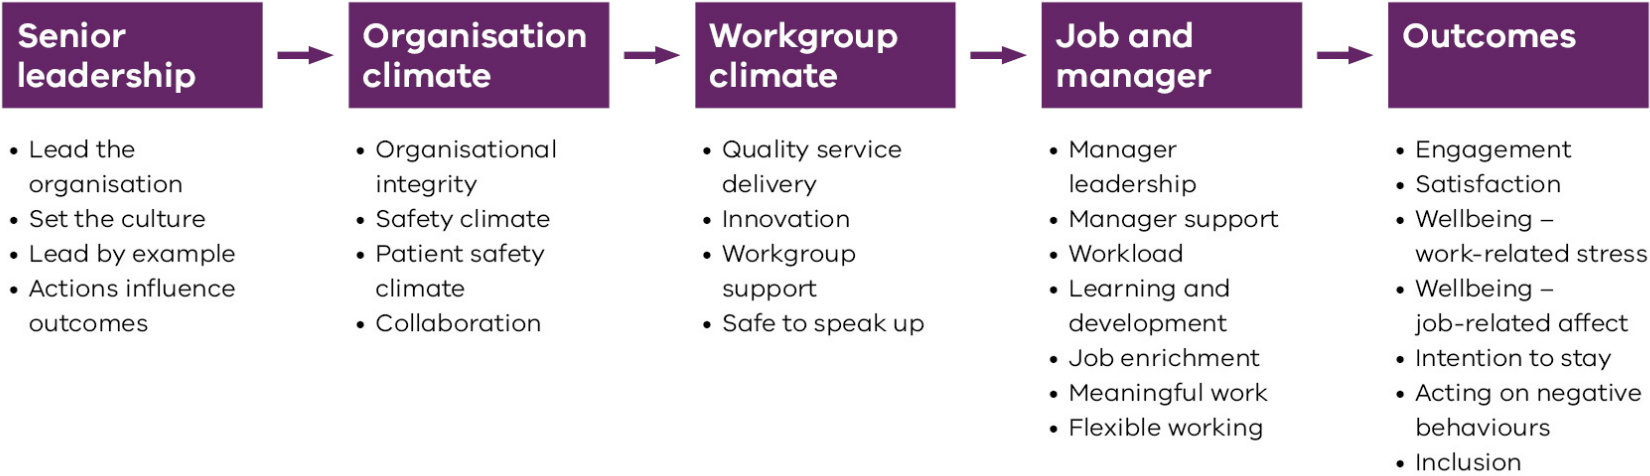 Senior
leadership
• Lead the
organisation
• Set the culture
• Lead by example
• Actions influence
outcomes
Organisation
climate
• Organisational
integrity
• Safety climate
• Patient safety
climate
• Collaboration
Workgroup
climate
• Quality service
delivery
• Innovation
• Workgroup
support
• Safe to speak up
Job and
manager
• Manager
leadership
• Manager support
• Workload
• Learning and
development
• Job enrichment
• Meaningful work
• Flexible working
Outcomes
• Engagement
• Satisfaction
• Wellbeing –
work-related stress
• Wellbeing –
job-related affect
• Intention to stay
• Acting on negative
behaviours
• Inclusion